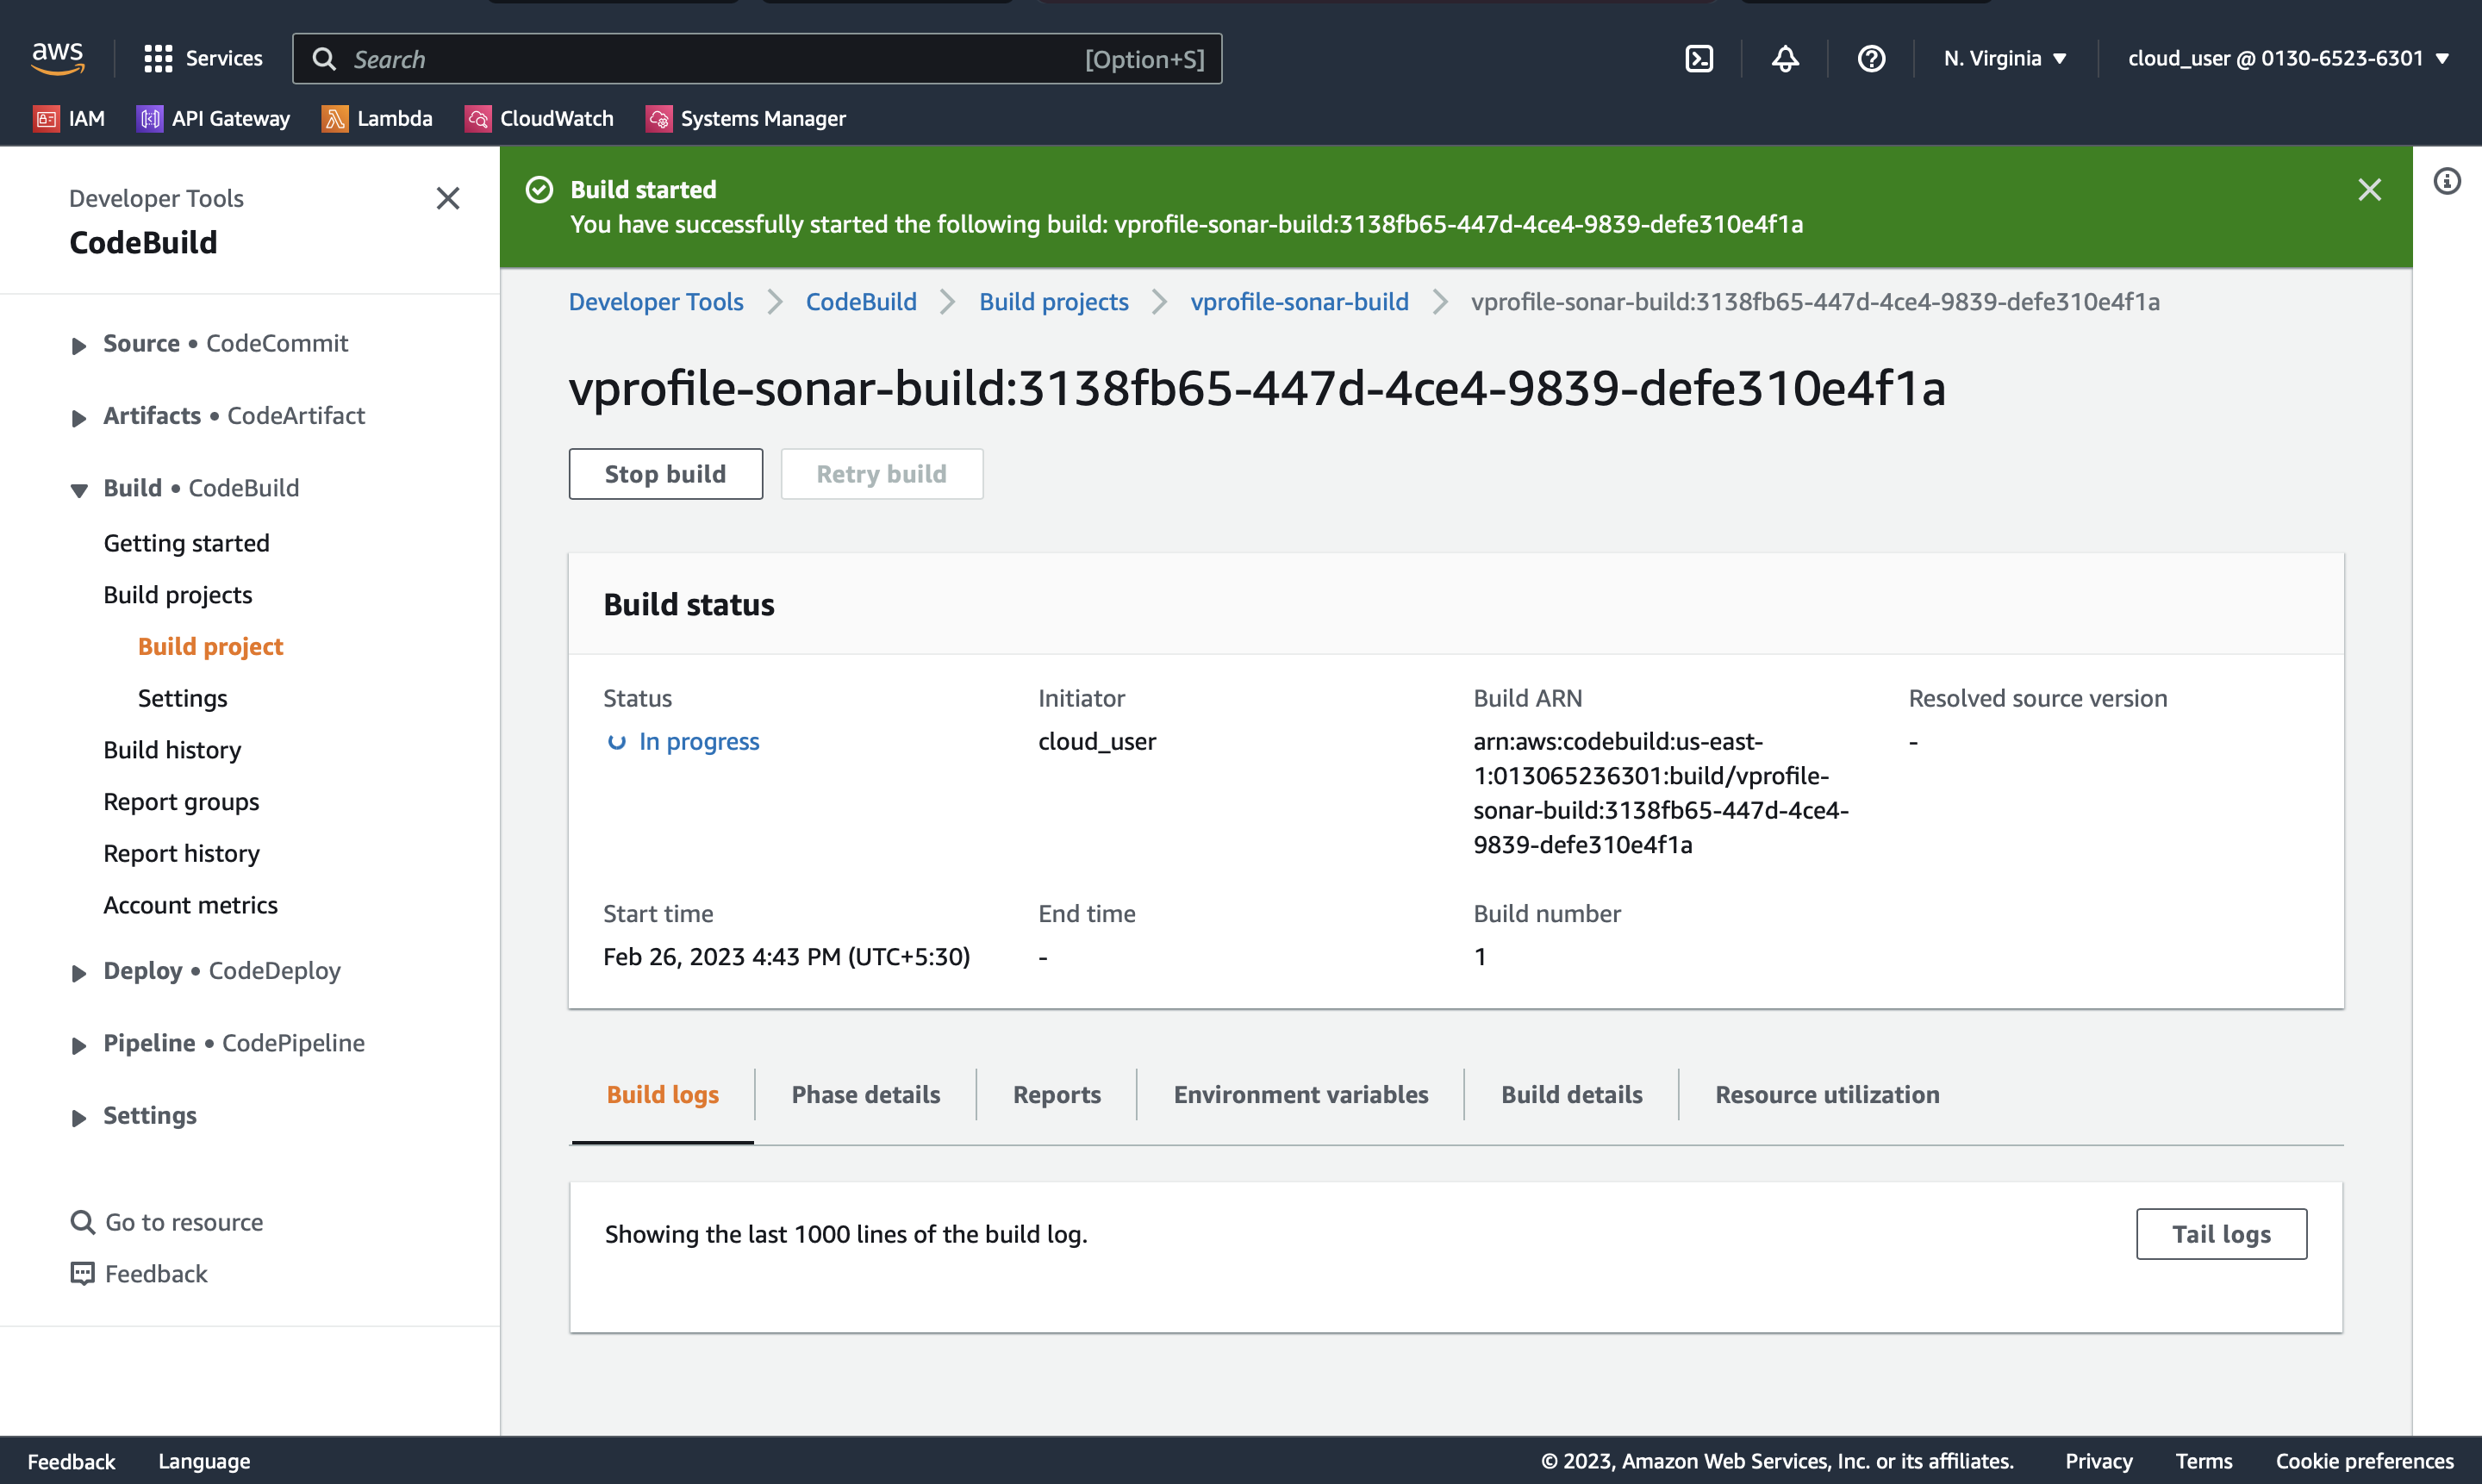 aws
Services
Search
[Option+S]
N. Virginia
cloud_user @ 0130-6523-6301
IAM
API Gateway
Lambda
CloudWatch
Systems Manager
Developer Tools
CodeBuild
Source • CodeCommit
Artifacts • CodeArtifact
Build • CodeBuild
Getting started
Build projects
Build project
Settings
Build history
Report groups
Report history
Account metrics
Deploy • CodeDeploy
Pipeline • CodePipeline
Settings
Go to resource
Feedback
Build started
You have successfully started the following build: vprofile-sonar-build:3138fb65-447d-4ce4-9839-defe310e4f1a
Developer Tools
CodeBuild
Build projects
vprofile-sonar-build
vprofile-sonar-build:3138fb65-447d-4ce4-9839-defe310e4f1a
vprofile-sonar-build:3138fb65-447d-4ce4-9839-defe310e4f1a
Stop build
Retry build
Build status
Status
In progress
Initiator
cloud_user
Build ARN
arn:aws:codebuild:us-east-
1:013065236301:build/vprofile-
sonar-build:3138fb65-447d-4ce4-
9839-defe310e4f1a
Resolved source version
-
Start time
Feb 26, 2023 4:43 PM (UTC+5:30)
End time
-
Build number
1
Build logs
Phase details
Reports
Environment variables
Build details
Resource utilization
Showing the last 1000 lines of the build log.
Tail logs
Feedback
Language
© 2023, Amazon Web Services, Inc. or its affiliates.
Privacy
Terms
Cookie preferences